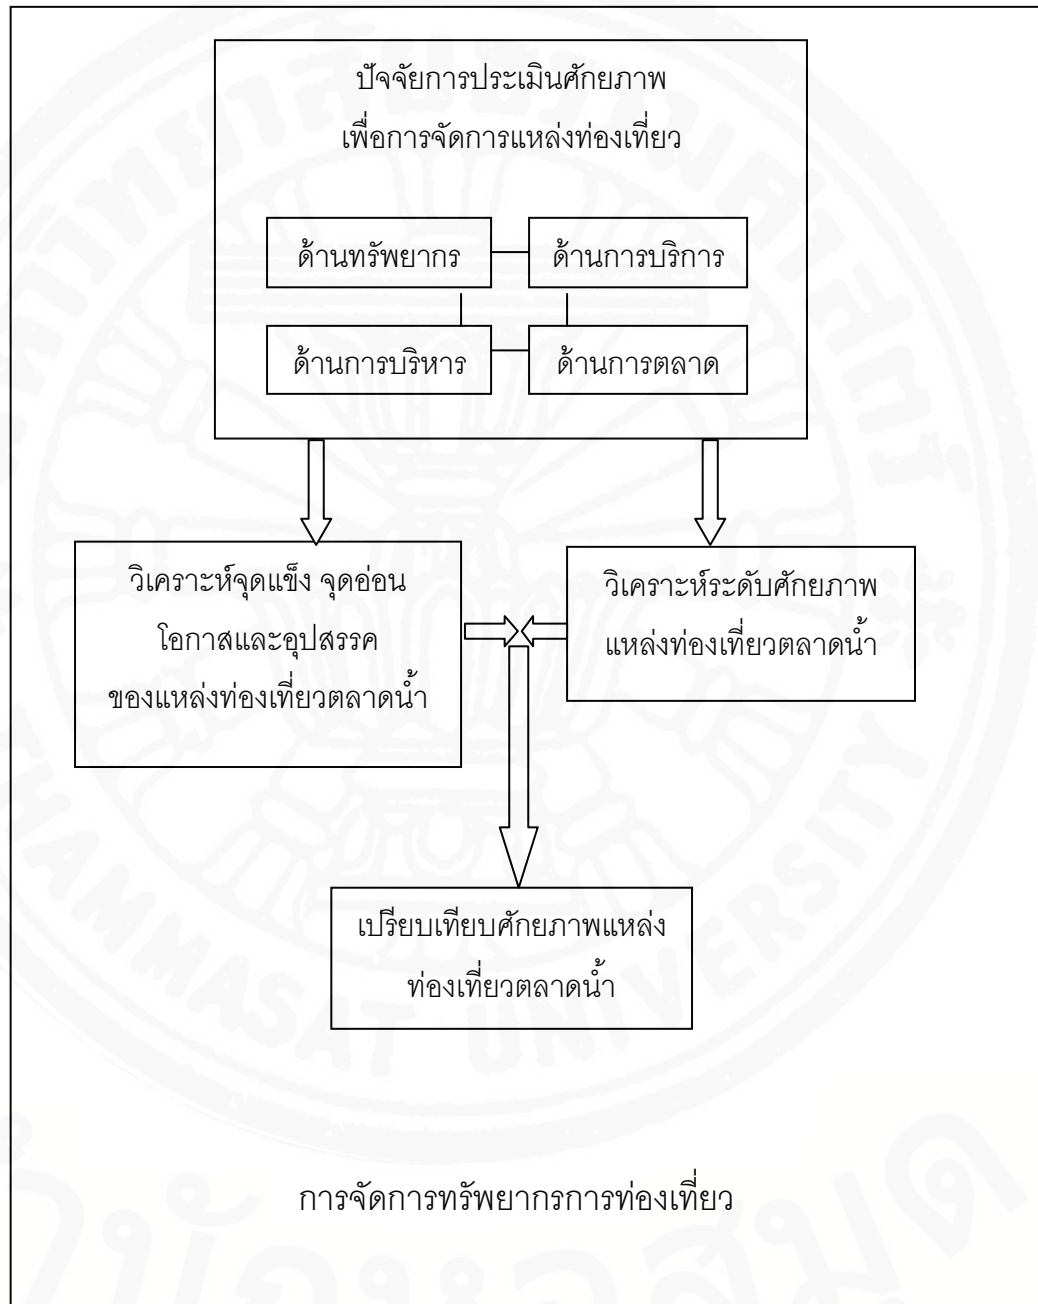 ปัจจัยการประเมินศักยภาพ
เพื่อการจัดการแหล่งท่องเที่ยว
ด้านทรัพยากร
ด้านการบริการ
ด้านการบริหาร
ด้านการตลาด
วิเคราะห์จุดแข็ง จุดอ่อน
โอกาสและอุปสรรค
ของแหล่งท่องเที่ยวตลาดน้ำ
วิเคราะห์ระดับศักยภาพ
แหล่งท่องเที่ยวตลาดน้ำ
เปรียบเทียบศักยภาพแหล่ง
ท่องเที่ยวตลาดน้ำ
การจัดการทรัพยากรการท่องเที่ยว
THAMMASAT UNIVERSITY